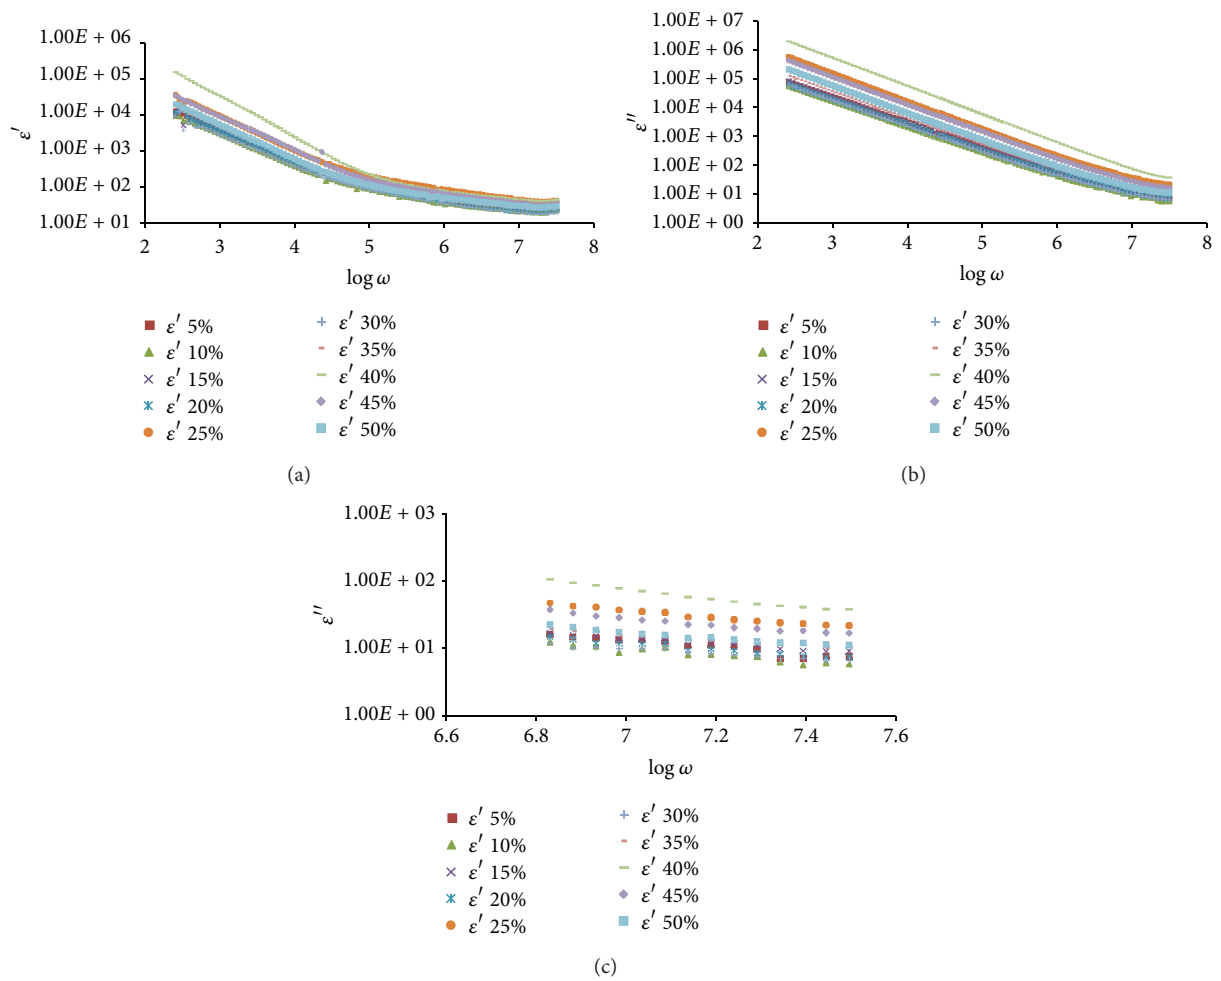 1.00E + 06
1.00E + 05
1.00E + 04
1.00E + 03
1.00E + 02
1.00E + 01
ε′
2 3 4 5 6 7 8
log ω
ε′ 5%
ε′ 10%
ε′ 15%
ε′ 20%
ε′ 25%
ε′ 30%
ε′ 35%
ε′ 40%
ε′ 45%
ε′ 50%
(a)
1.00E + 07
1.00E + 06
1.00E + 05
1.00E + 04
1.00E + 03
1.00E + 02
1.00E + 01
1.00E + 00
ε″
2 3 4 5 6 7 8
log ω
ε′ 5%
ε′ 10%
ε′ 15%
ε′ 20%
ε′ 25%
ε′ 30%
ε′ 35%
ε′ 40%
ε′ 45%
ε′ 50%
(b)
1.00E + 03
1.00E + 02
1.00E + 01
1.00E + 00
ε″
6.6 6.8 7 7.2 7.4 7.6
log ω
ε′ 5%
ε′ 10%
ε′ 15%
ε′ 20%
ε′ 25%
ε′ 30%
ε′ 35%
ε′ 40%
ε′ 45%
ε′ 50%
(c)